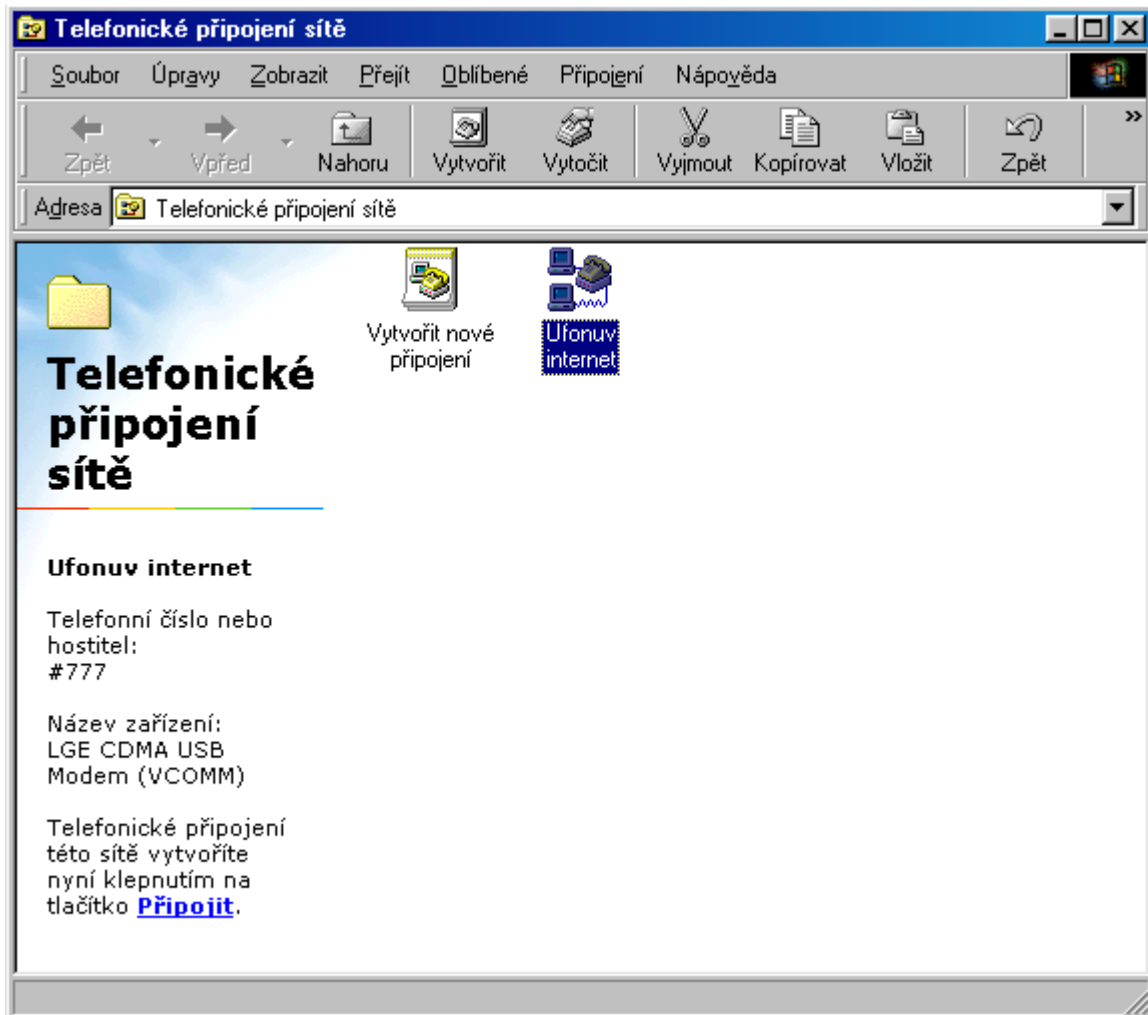 Telefonické připojení sítě
Soubor Úpravy Zobrazit Přejít Oblíbené Připojení Nápověda
Zpět Vpřed Nahoru Vytvořit Vytočit Vyjmout Kopírovat Vložit Zpět »
Adresa Telefonické připojení sítě
Telefonické
připojení
sítě
Vytvořit nové
připojení
Ufonuv
internet
Ufonuv internet
Telefonní číslo nebo
hostitel:
#777
Název zařízení:
LGE CDMA USB
Modem (VCOMM)
Telefonické připojení
této sítě vytvoříte
nyní klepnutím na
tlačítko Připojit.